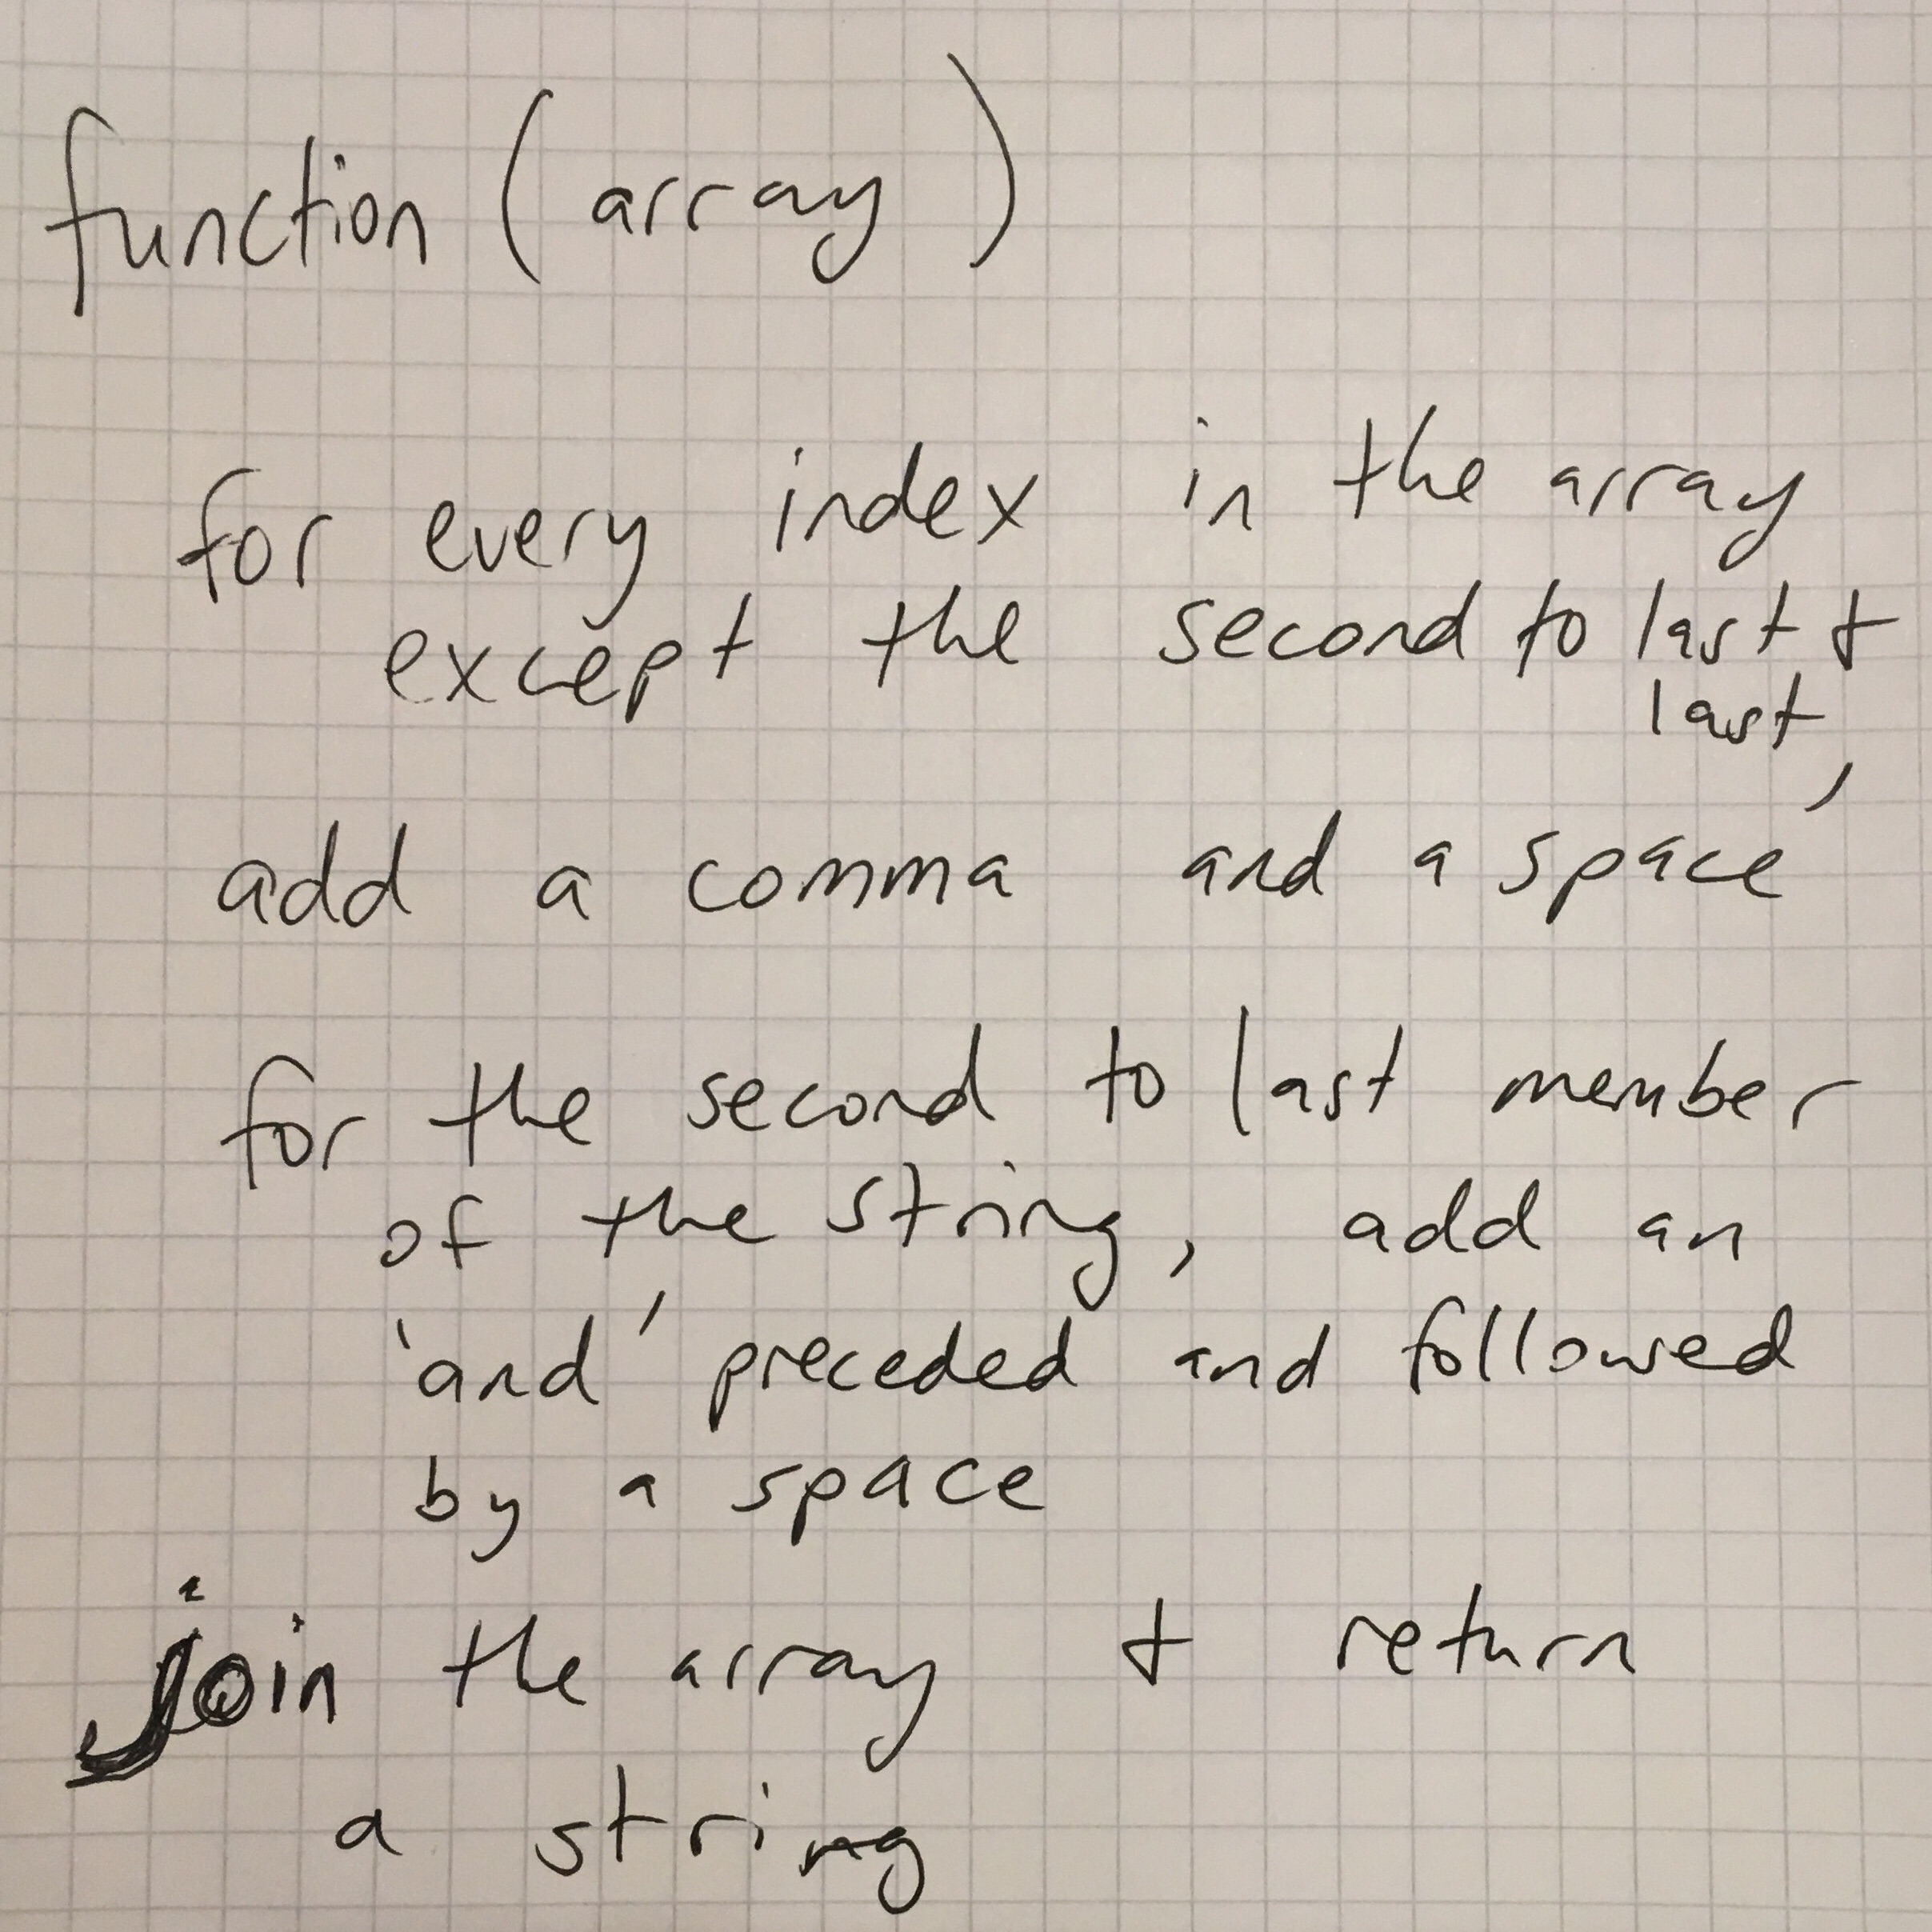 function (array)
for every index in the array
except the second to last +
last,
add a comma and a space
for the second to last member
of the string, add an
'and' preceded and followed
by a space
join the array + return
a string